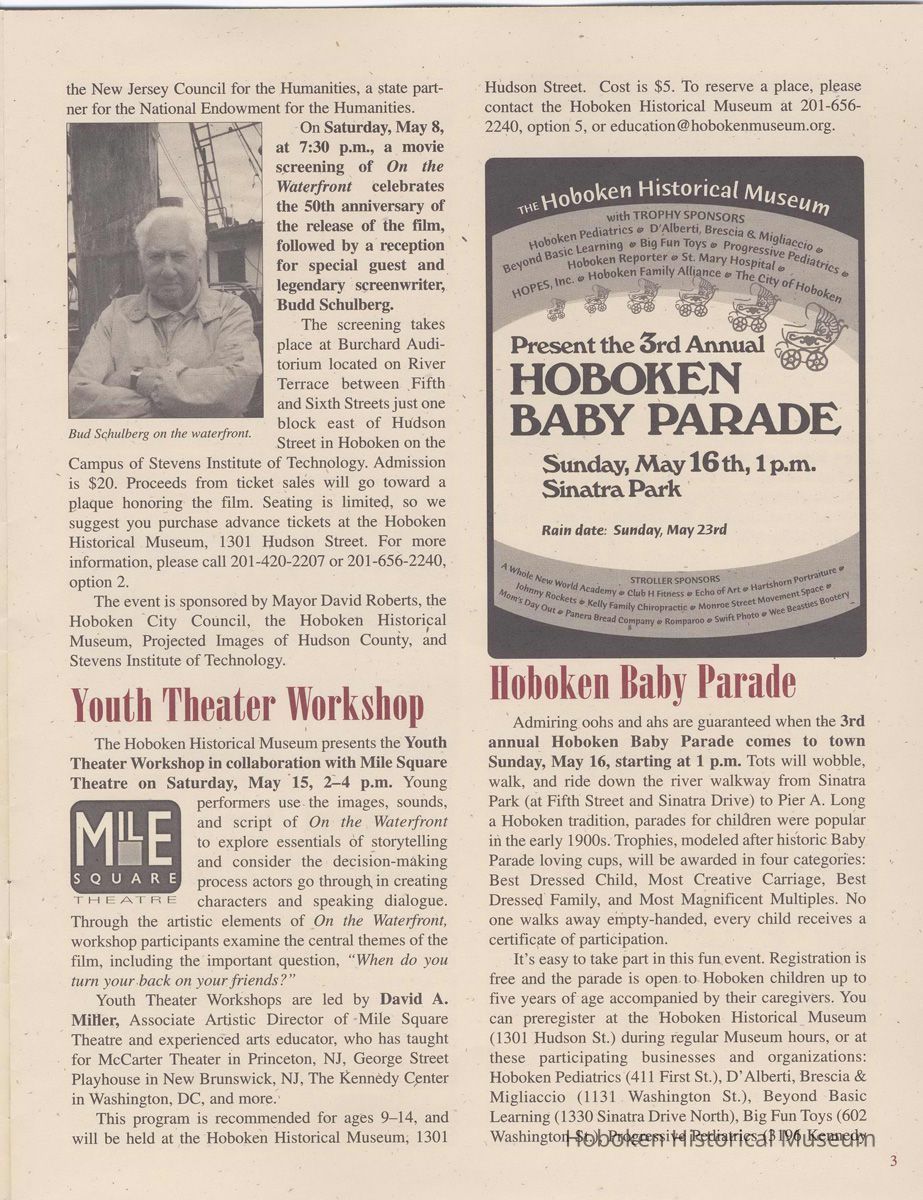 the New Jersey Council for the Humanities, a state part-
ner for the National Endowment for the Humanities.
On Saturday, May 8,
at 7:30 p.m., a movie
screening of On the
Waterfront celebrates
the 50th anniversary of
the release of the film,
followed by a reception
for special guest and
legendary screenwriter,
Budd Schulberg.
The screening takes
place at Burchard Audi-
torium located on River
Terrace between Fifth
and Sixth Streets just one
block east of Hudson
Street in Hoboken on the
Bud Schulberg on the waterfront.
Campus of Stevens Institute of Technology. Admission
is $20. Proceeds from ticket sales will go toward a
plaque honoring the film. Seating is limited, so we
suggest you purchase advance tickets at the Hoboken
Historical Museum, 1301 Hudson Street. For more
information, please call 201-420-2207 or 201-656-2240,
option 2.
The event is sponsored by Mayor David Roberts, the
Hoboken City Council, the Hoboken Historical
Museum, Projected Images of Hudson County, and
Stevens Institute of Technology.
Youth Theater Workshop
The Hoboken Historical Museum presents the Youth
Theater Workshop in collaboration with Mile Square
Theatre on Saturday, May 15, 2–4 p.m. Young
performers use the images, sounds,
and script of On the Waterfront
to explore essentials of storytelling
and consider the decision-making
process actors go through in creating
characters and speaking dialogue.
MILE
SQUARE
THEATRE
Through the artistic elements of On the Waterfront,
workshop participants examine the central themes of the
film, including the important question, “When do you
turn your back on your friends?”
Youth Theater Workshops are led by David A.
Miller, Associate Artistic Director of Mile Square
Theatre and experienced arts educator, who has taught
for McCarter Theater in Princeton, NJ, George Street
Playhouse in New Brunswick, NJ, The Kennedy Center
in Washington, DC, and more.
This program is recommended for ages 9–14, and
will be held at the Hoboken Historical Museum, 1301
Hudson Street. Cost is $5. To reserve a place, please
contact the Hoboken Historical Museum at 201-656-
2240, option 5, or education@hobokenmuseum.org.
THE Hoboken Historical Museum
with TROPHY SPONSORS
Hoboken Pediatrics • D'Alberti, Brescia & Migliaccio •
Beyond Basic Learning • Big Fun Toys • Progressive Pediatrics •
Hoboken Reporter • St. Mary Hospital •
HOPES, Inc. • Hoboken Family Alliance • The City of Hoboken
Present the 3rd Annual
HOBOKEN
BABY PARADE
Sunday, May 16th, 1 p.m.
Sinatra Park
Rain date: Sunday, May 23rd
STROLLER SPONSORS
A Whole New World Academy • Club H Fitness • Echo of Art • Hartshorn Portraiture •
Johnny Rockets • Kelly Family Chiropractic • Monroe Street Movement Space •
Mom's Day Out • Panera Bread Company • Romparoo • Swift Photo • Wee Beasties Bootery
Hoboken Baby Parade
Admiring oohs and ahs are guaranteed when the 3rd
annual Hoboken Baby Parade comes to town
Sunday, May 16, starting at 1 p.m. Tots will wobble,
walk, and ride down the river walkway from Sinatra
Park (at Fifth Street and Sinatra Drive) to Pier A. Long
a Hoboken tradition, parades for children were popular
in the early 1900s. Trophies, modeled after historic Baby
Parade loving cups, will be awarded in four categories:
Best Dressed Child, Most Creative Carriage, Best
Dressed Family, and Most Magnificent Multiples. No
one walks away empty-handed, every child receives a
certificate of participation.
It's easy to take part in this fun event. Registration is
free and the parade is open to Hoboken children up to
five years of age accompanied by their caregivers. You
can preregister at the Hoboken Historical Museum
(1301 Hudson St.) during regular Museum hours, or at
these participating businesses and organizations:
Hoboken Pediatrics (411 First St.), D'Alberti, Brescia &
Migliaccio (1131 Washington St.), Beyond Basic
Learning (1330 Sinatra Drive North), Big Fun Toys (602
Washington St.), Progressive Pediatrics (3196 Kennedy
Hoboken Historical Museum
3